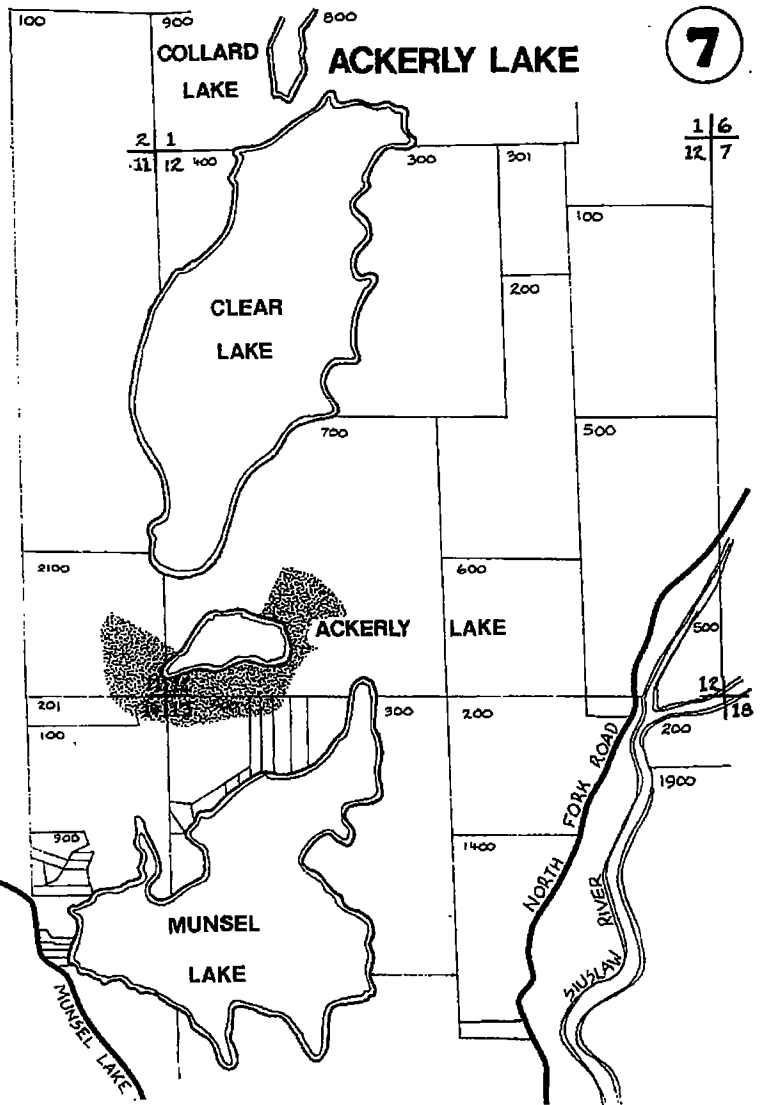 100
900
800
COLLARD
LAKE
ACKERLY LAKE
7
2 1
11 12
400
300
301
1 6
12 7
100
200
CLEAR
LAKE
700
500
2100
600
ACKERLY LAKE
500
12
18
201
300
200
200
100
1900
900
1400
NORTH FORK ROAD
SIUSLAW RIVER
MUNSEL
LAKE
MUNSEL LAKE